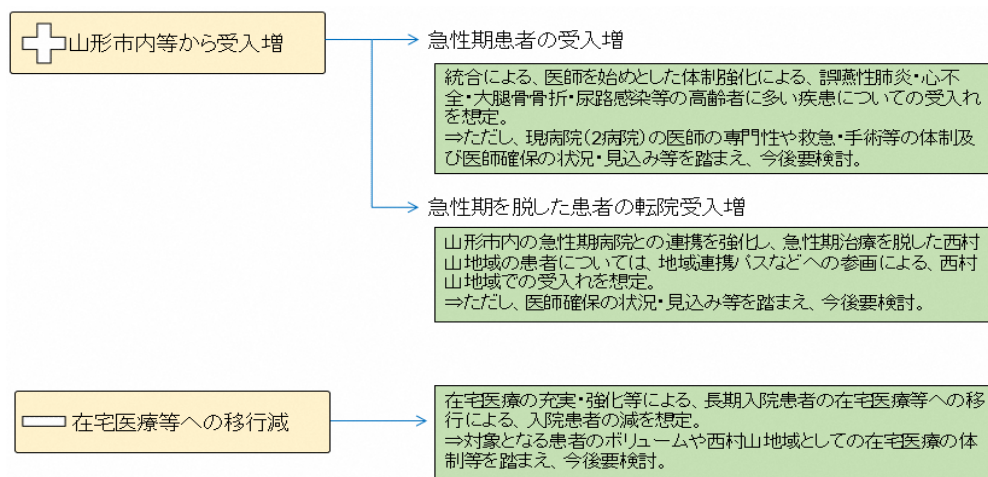 山形市内等から受入増
急性期患者の受入増
統合による、医師を始めとした体制強化による、誤嚥性肺炎・心不
全・大腿骨骨折・尿路感染等の高齢者に多い疾患についての受入れ
を想定。
⇒ただし、現病院(2病院)の医師の専門性や救急・手術等の体制及
び医師確保の状況・見込み等を踏まえ、今後要検討。
急性期を脱した患者の転院受入増
山形市内の急性期病院との連携を強化し、急性期治療を脱した西村
山地域の患者については、地域連携パスなどへの参画による、西村
山地域での受入れを想定。
⇒ただし、医師確保の状況・見込み等を踏まえ、今後要検討。
在宅医療等への移行減
在宅医療の充実・強化等による、長期入院患者の在宅医療等への移
行による、入院患者の減を想定。
⇒対象となる患者のボリュームや西村山地域としての在宅医療の体
制等を踏まえ、今後要検討。